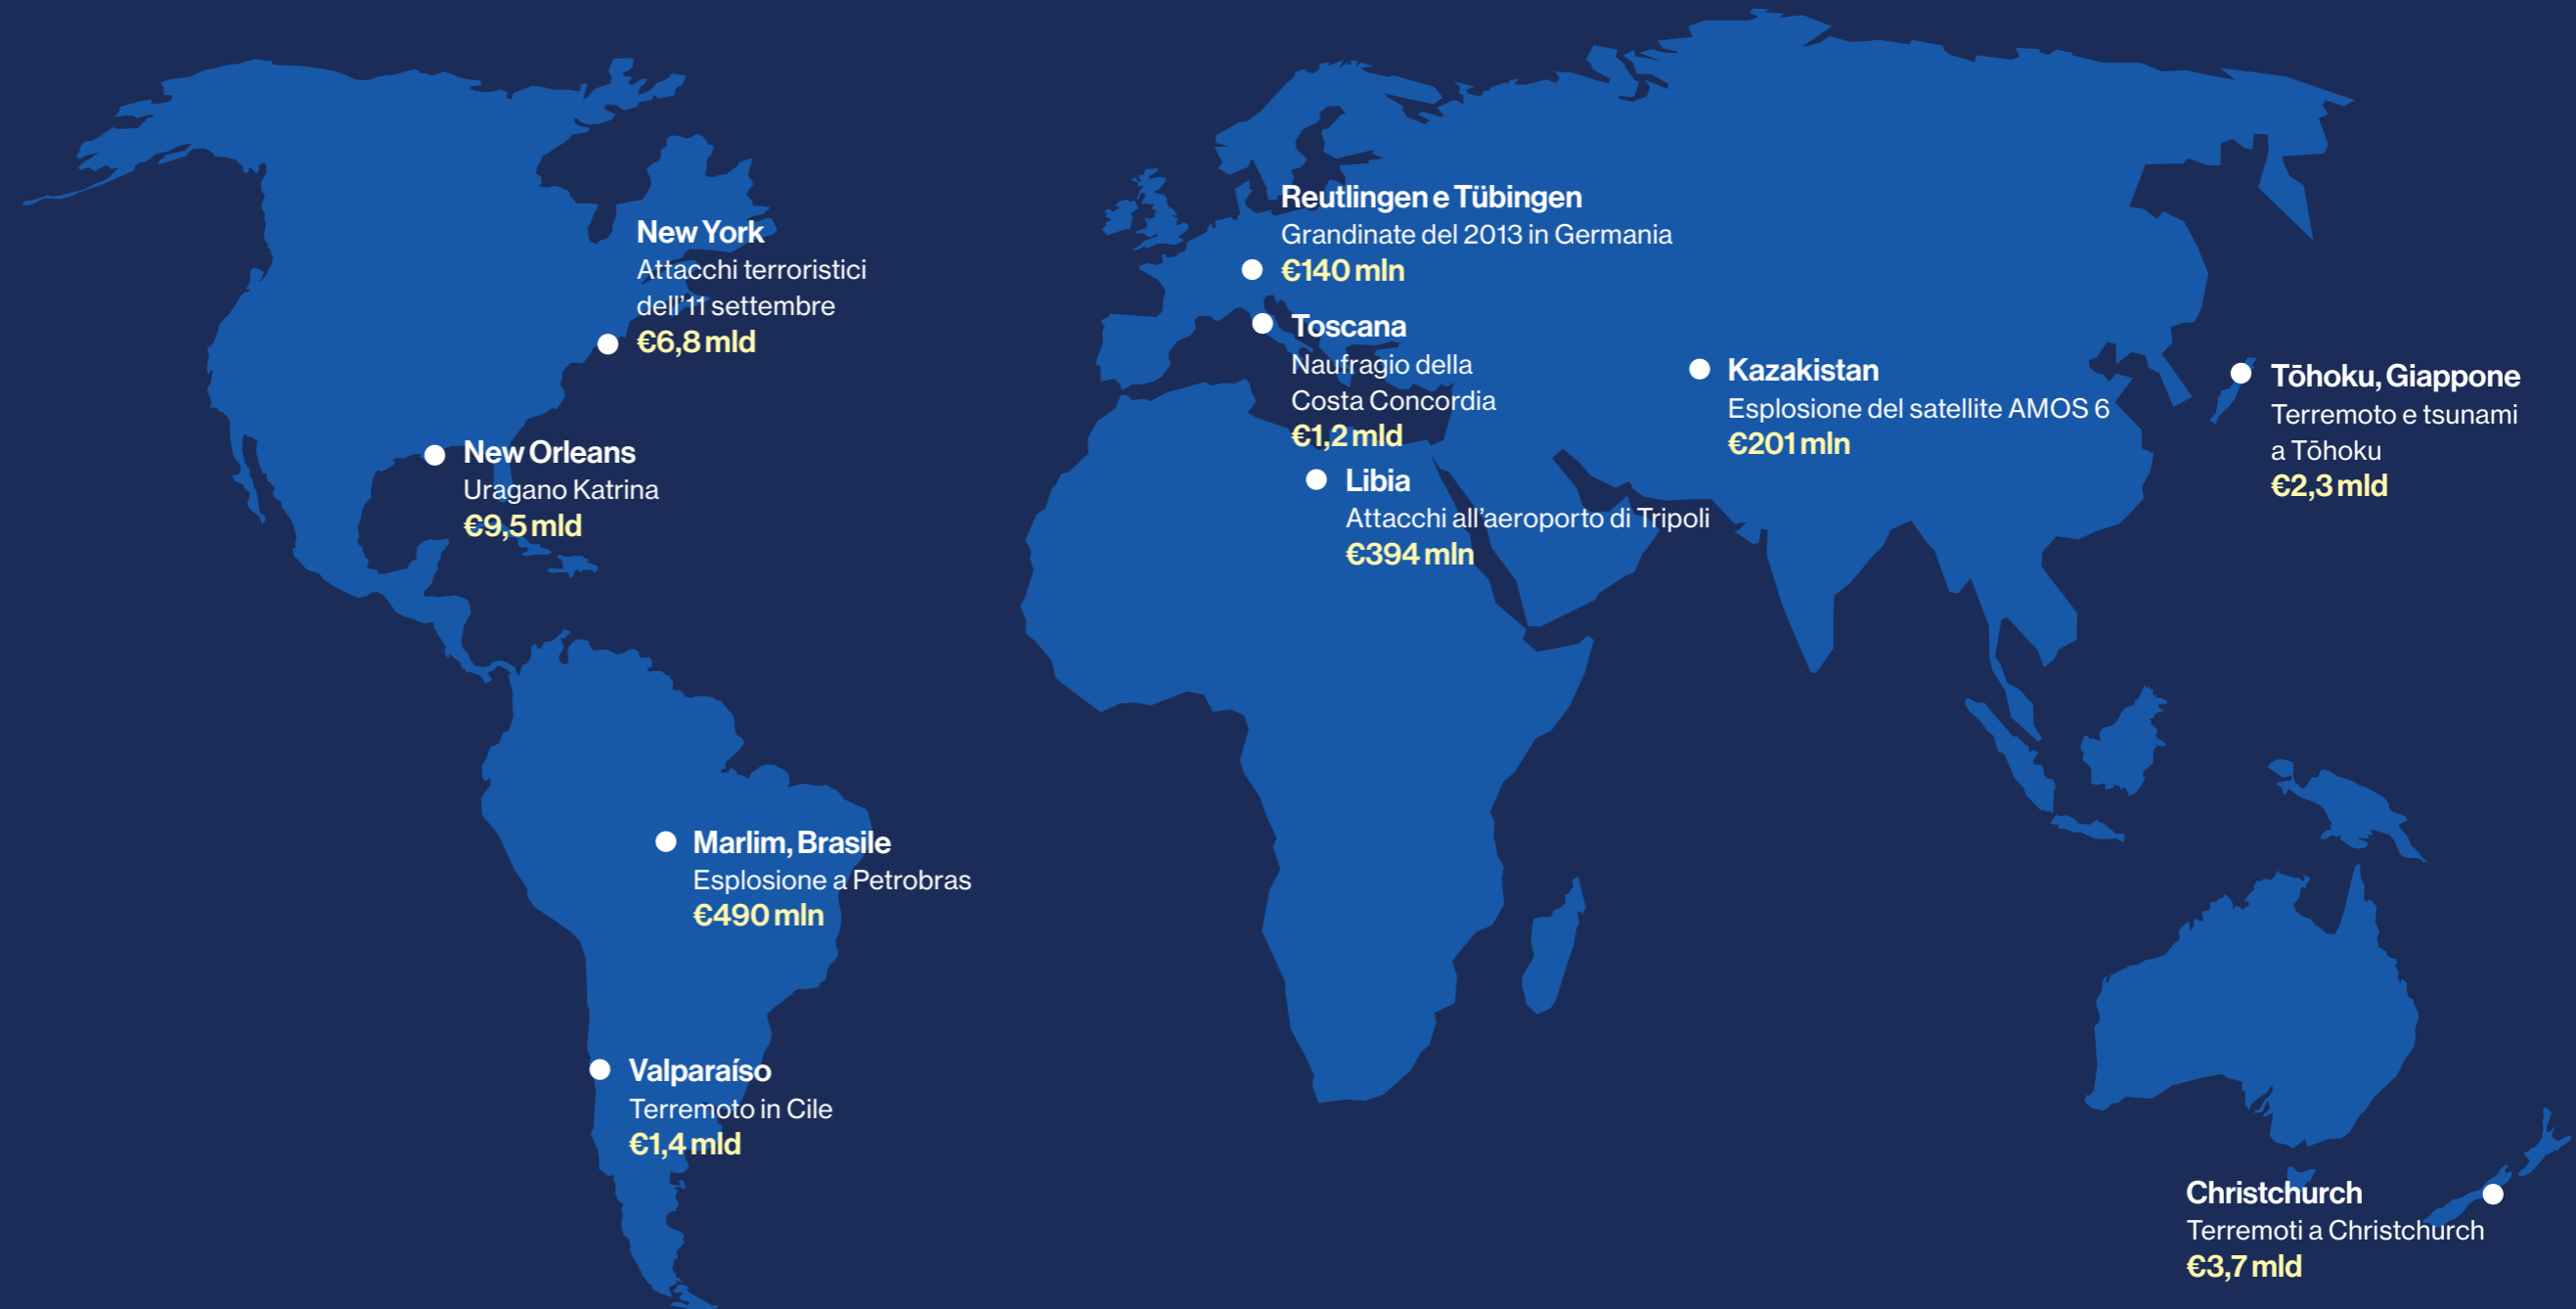 New York
Attacchi terroristici
dell'11 settembre
€6,8 mld
New Orleans
Uragano Katrina
€9,5 mld
Marlim, Brasile
Esplosione a Petrobras
€490 mln
Valparaíso
Terremoto in Cile
€1,4 mld
Reutlingen e Tübingen
Grandinate del 2013 in Germania
€140 mln
Toscana
Naufragio della
Costa Concordia
€1,2 mld
Libia
Attacchi all'aeroporto di Tripoli
€394 mln
Kazakistan
Esplosione del satellite AMOS 6
€201 mln
Tōhoku, Giappone
Terremoto e tsunami
a Tōhoku
€2,3 mld
Christchurch
Terremoti a Christchurch
€3,7 mld